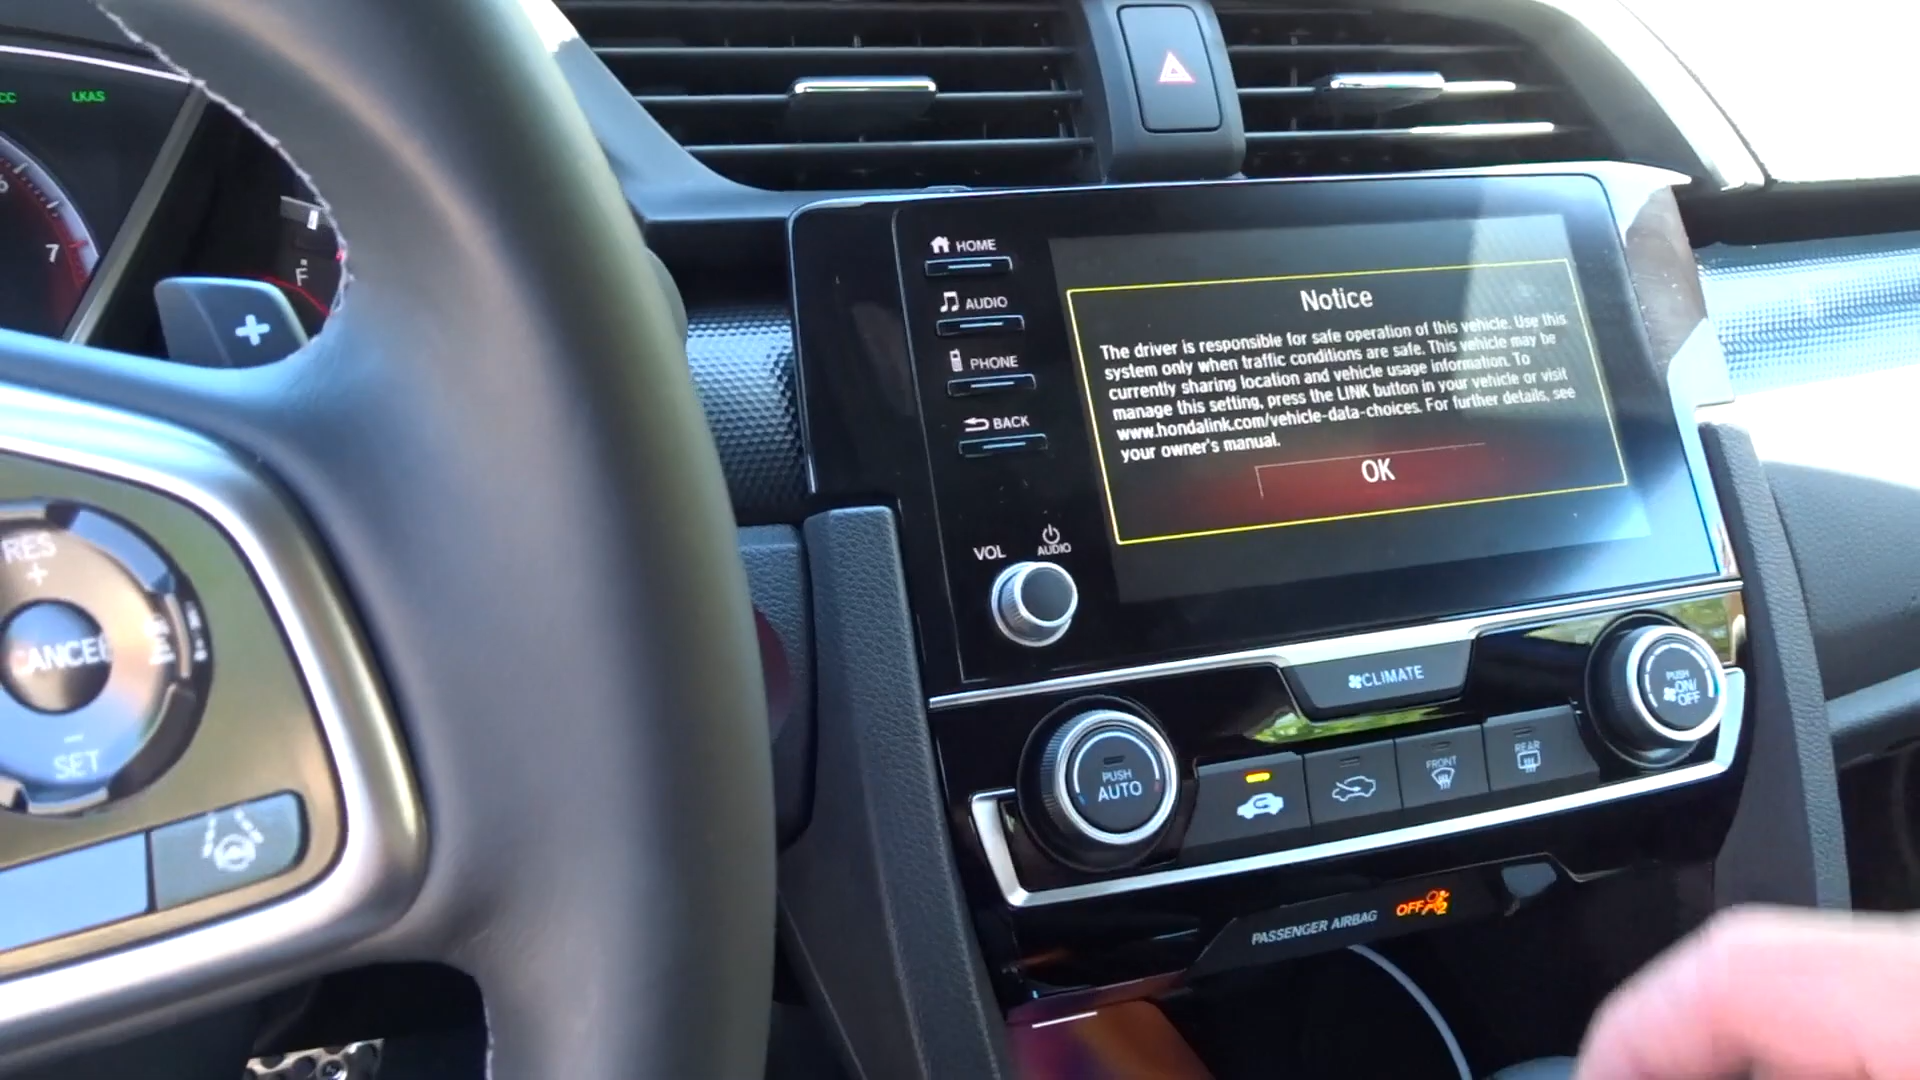 LKAS
7
F
+
HOME
AUDIO
PHONE
BACK
VOL
AUDIO
Notice
The driver is responsible for safe operation of this vehicle. Use this
system only when traffic conditions are safe. This vehicle may be
currently sharing location and vehicle usage information. To
manage this setting, press the LINK button in your vehicle or visit
www.hondalink.com/vehicle-data-choices. For further details, see
your owner's manual.
OK
RES
+
CANCEL
−
SET
CLIMATE
PUSH
AUTO
FRONT
REAR
PUSH
ON/
OFF
PASSENGER AIRBAG
OFF
2